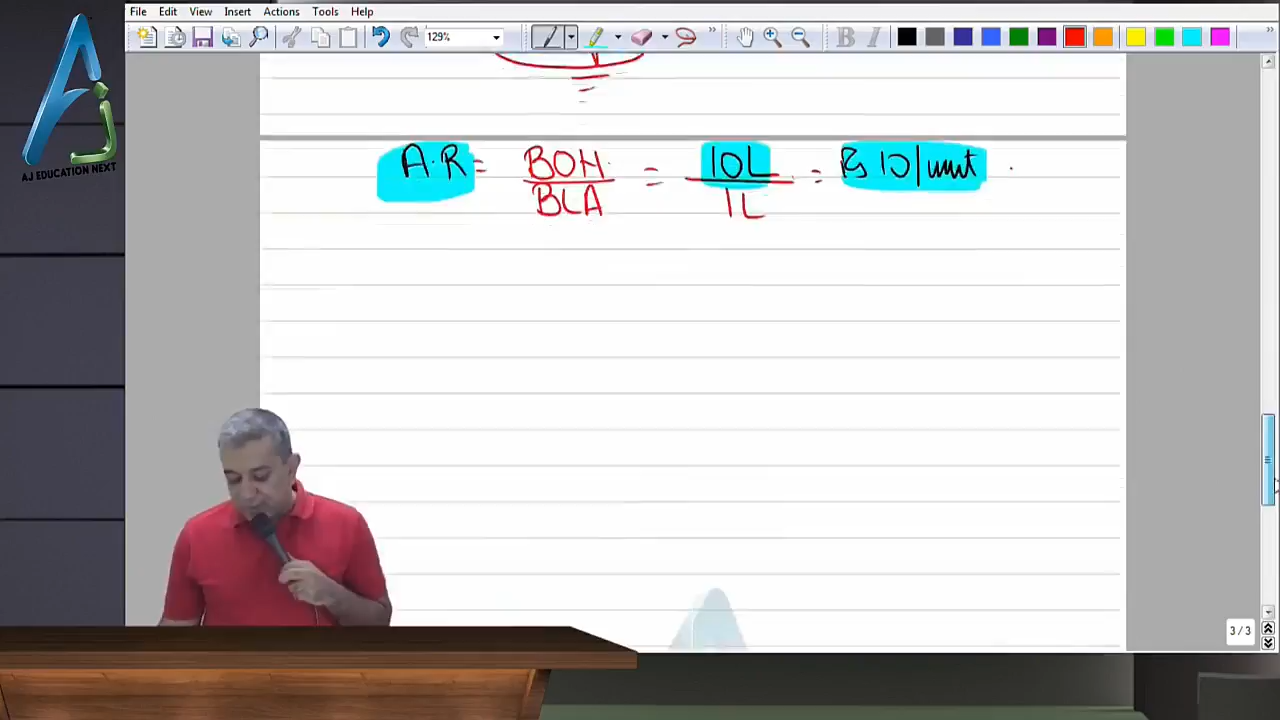 File Edit View Insert Actions Tools Help
129%
B I
AJ EDUCATION NEXT
A.R = BOH = 10L = Rs 10/unit
BLA 1L
3 / 3